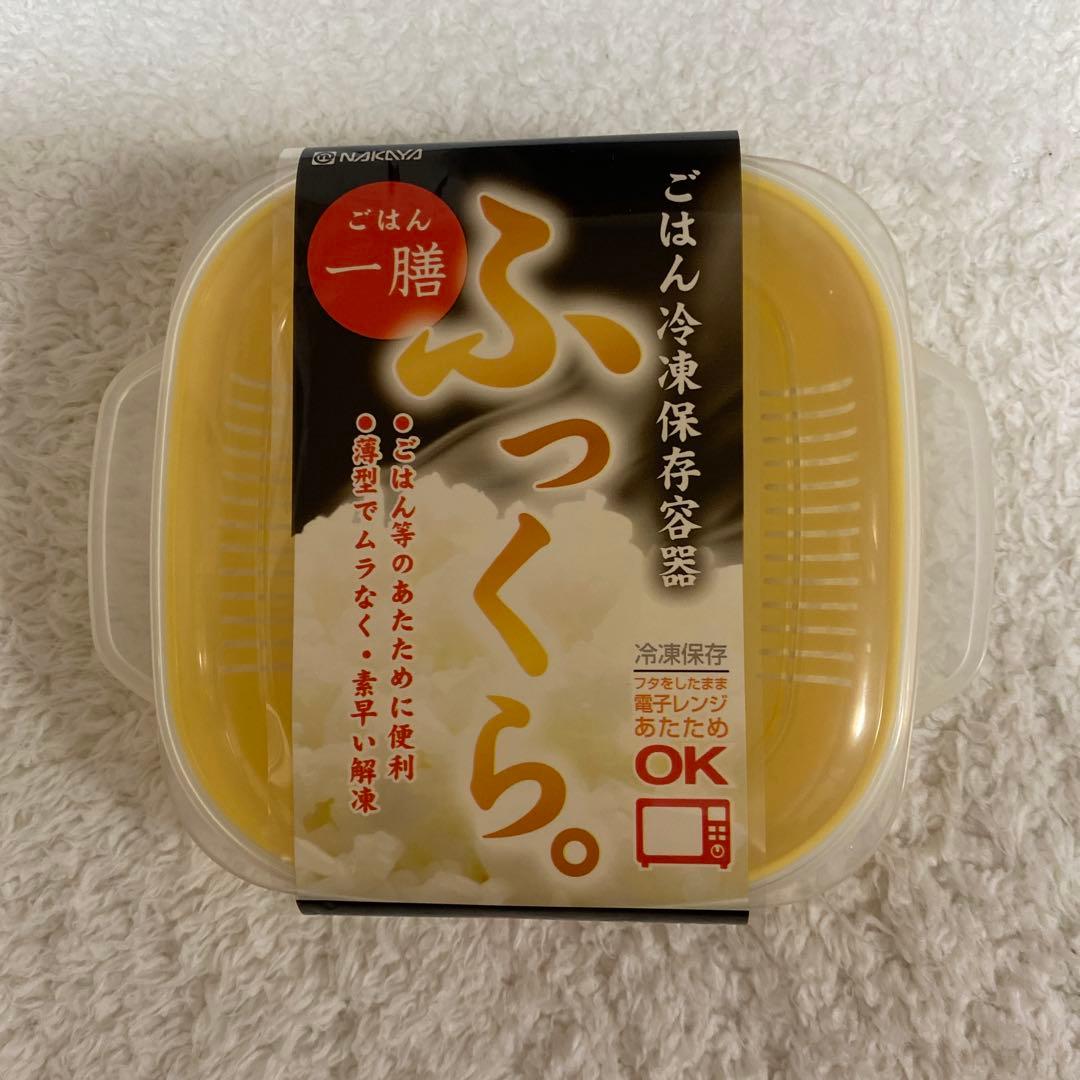 NAKAYA
ごはん冷凍保存容器
ごはん
一膳
ふっくら。
●ごはん等のあたために便利
●薄型でムラなく・素早い解凍
冷凍保存
フタをしたまま
電子レンジ
あたため
OK